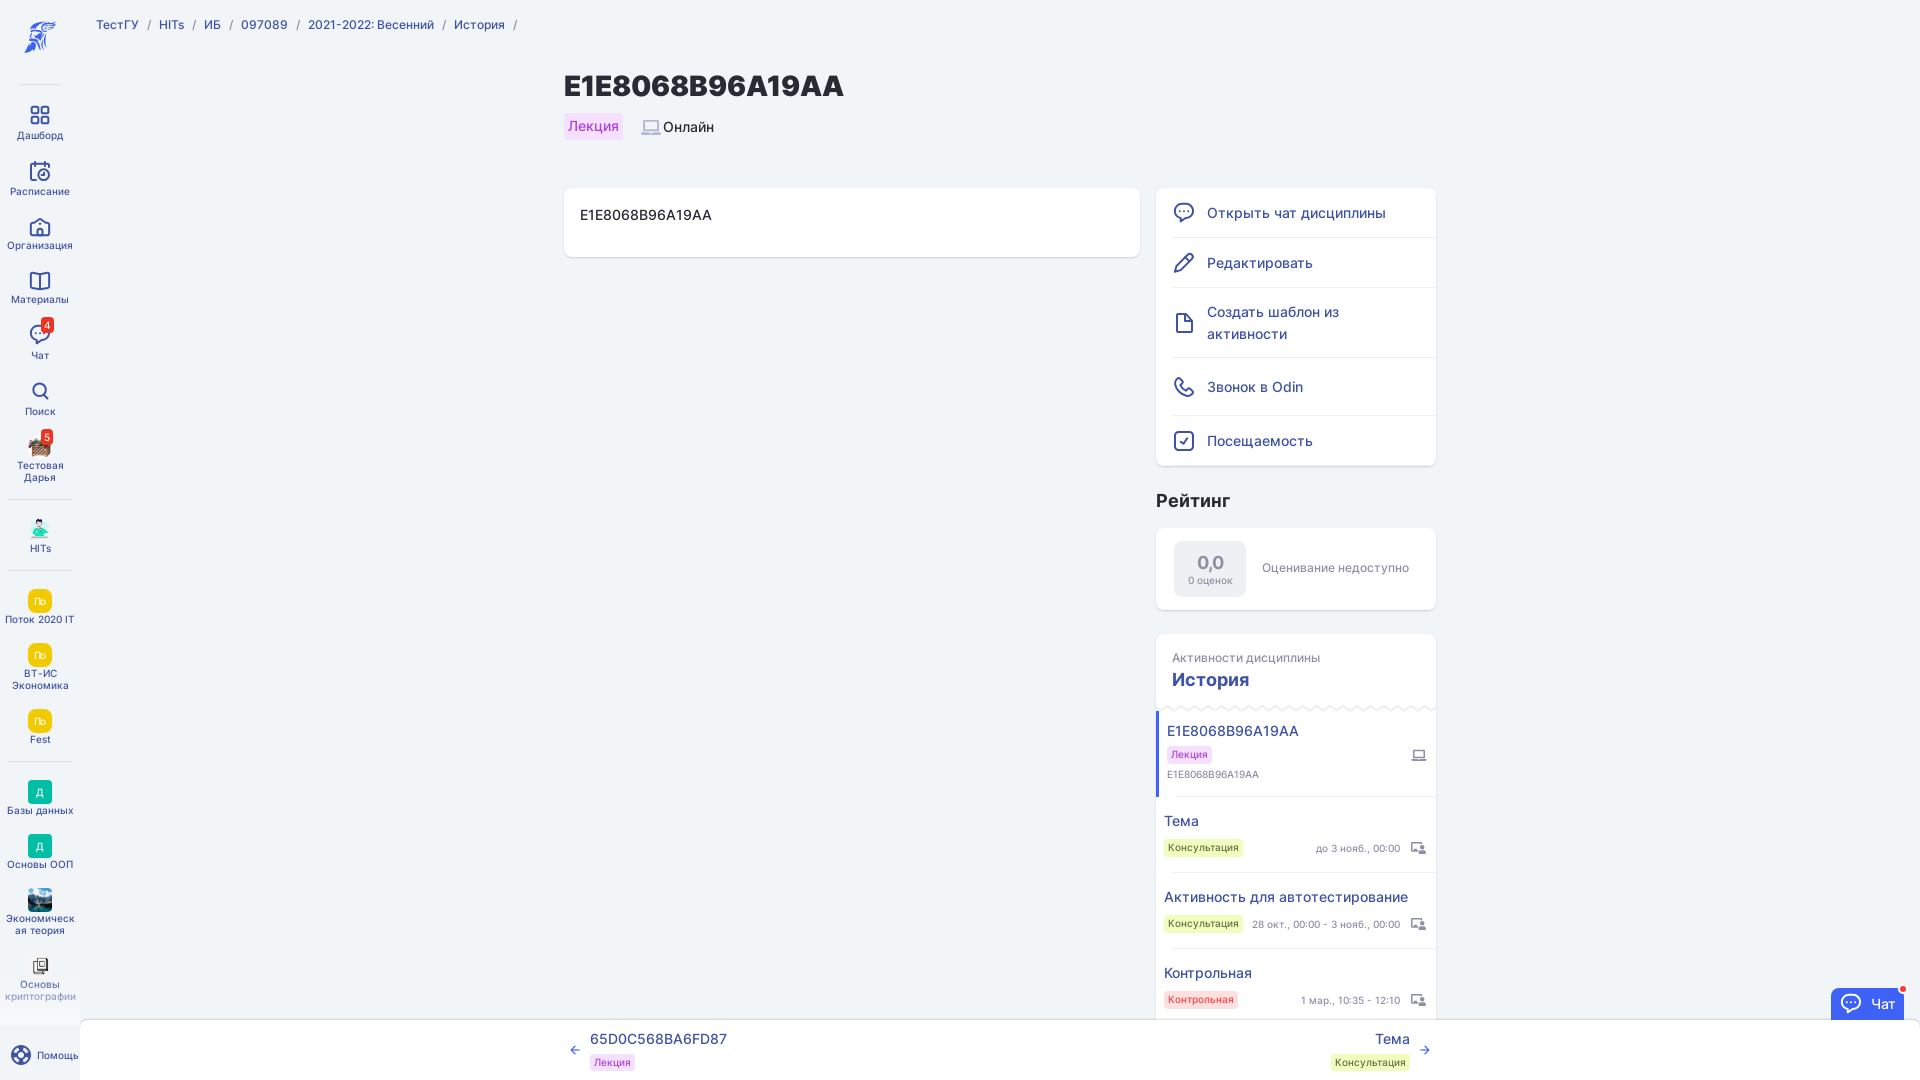 ТестГУ / HITs / ИБ / 097089 / 2021-2022: Весенний / История /
E1E8068B96A19AA
Лекция Онлайн
E1E8068B96A19AA
Дашборд
Расписание
Организация
Материалы
4
Чат
Поиск
5
Тестовая
Дарья
HITs
По
Поток 2020 IT
По
ВТ-ИС
Экономика
По
Fest
Д
Базы данных
Д
Основы ООП
Экономическ
ая теория
Основы
криптографии
Помощь
Открыть чат дисциплины
Редактировать
Создать шаблон из
активности
Звонок в Odin
Посещаемость
Рейтинг
0,0
0 оценок
Оценивание недоступно
Активности дисциплины
История
E1E8068B96A19AA
Лекция
E1E8068B96A19AA
Тема
Консультация до 3 нояб., 00:00
Активность для автотестирование
Консультация 28 окт., 00:00 - 3 нояб., 00:00
Контрольная
Контрольная 1 мар., 10:35 - 12:10
Чат
65D0C568BA6FD87
Лекция
Тема
Консультация